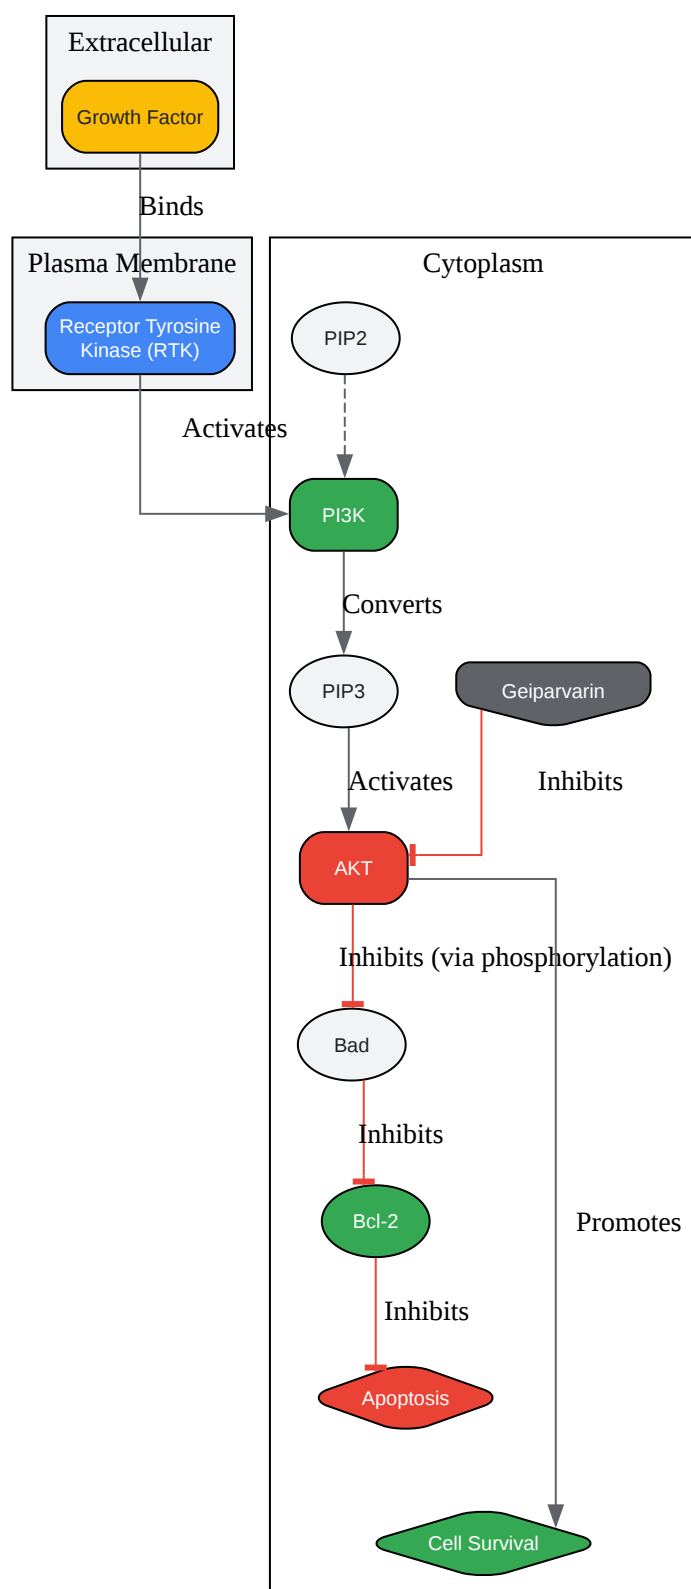 Extracellular
Growth Factor
Binds
Plasma Membrane
Cytoplasm
Receptor Tyrosine
Kinase (RTK)
PIP2
Activates
PI3K
Converts
PIP3
Geiparvarin
Activates
Inhibits
AKT
Inhibits (via phosphorylation)
Bad
Inhibits
Bcl-2
Promotes
Inhibits
Apoptosis
Cell Survival